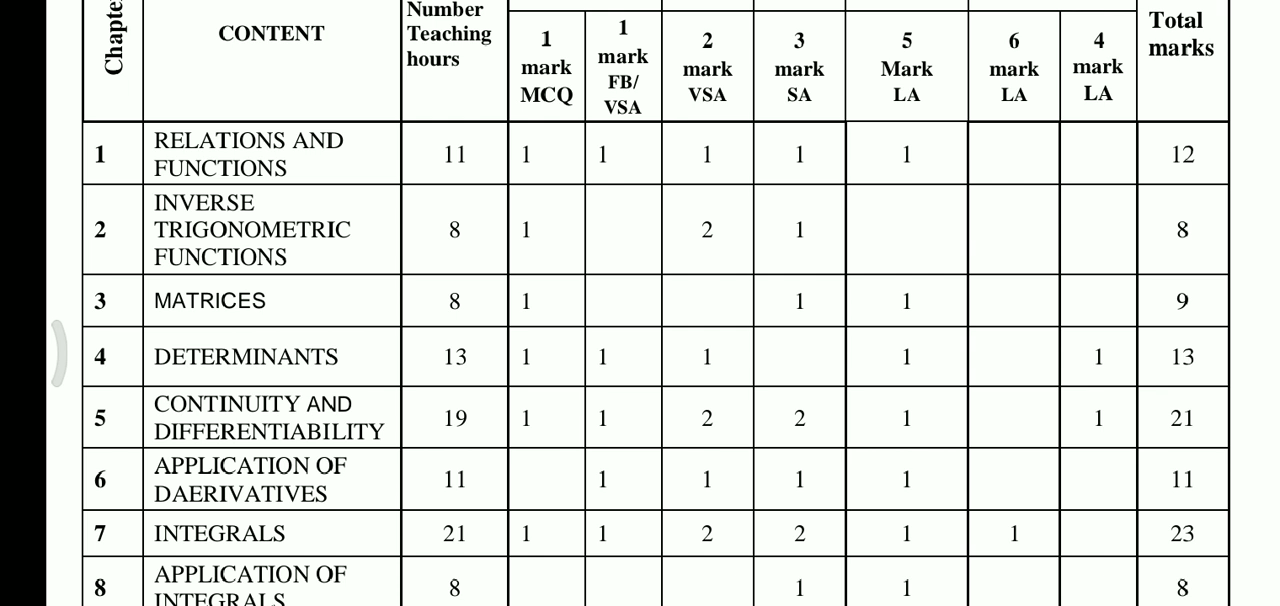 Chapte
CONTENT
Number
Teaching
hours
1
mark
MCQ
1
mark
FB/
VSA
2
mark
VSA
3
mark
SA
5
Mark
LA
6
mark
LA
4
mark
LA
Total
marks
1 RELATIONS AND FUNCTIONS 11 1 1 1 1 1 12
2 INVERSE TRIGONOMETRIC FUNCTIONS 8 1 2 1 8
3 MATRICES 8 1 1 1 9
4 DETERMINANTS 13 1 1 1 1 1 13
5 CONTINUITY AND DIFFERENTIABILITY 19 1 1 2 2 1 1 21
6 APPLICATION OF DAERIVATIVES 11 1 1 1 1 11
7 INTEGRALS 21 1 1 2 2 1 1 23
8 APPLICATION OF INTEGRALS 8 1 1 8